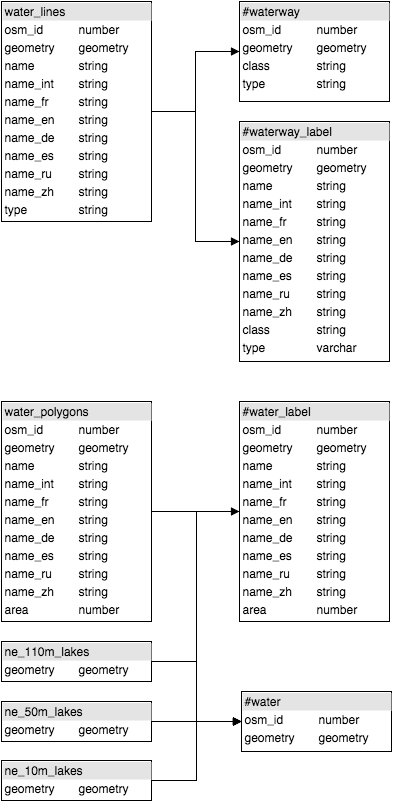 water_lines
osm_id number
geometry geometry
name string
name_int string
name_fr string
name_en string
name_de string
name_es string
name_ru string
name_zh string
type string
#waterway
osm_id number
geometry geometry
class string
type string
#waterway_label
osm_id number
geometry geometry
name string
name_int string
name_fr string
name_en string
name_de string
name_es string
name_ru string
name_zh string
class string
type varchar
water_polygons
osm_id number
geometry geometry
name string
name_int string
name_fr string
name_en string
name_de string
name_es string
name_ru string
name_zh string
area number
#water_label
osm_id number
geometry geometry
name string
name_int string
name_fr string
name_en string
name_de string
name_es string
name_ru string
name_zh string
area number
ne_110m_lakes
geometry geometry
ne_50m_lakes
geometry geometry
#water
osm_id number
geometry geometry
ne_10m_lakes
geometry geometry